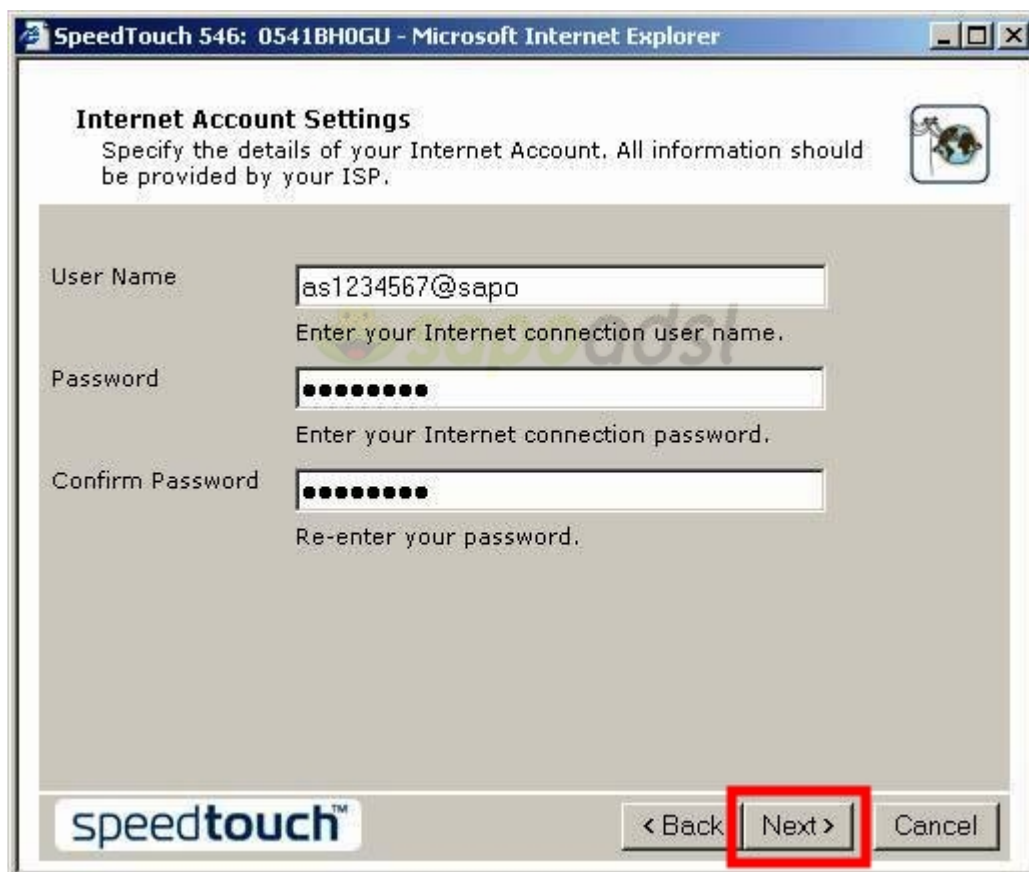 SpeedTouch 546: 0541BH0GU - Microsoft Internet Explorer
Internet Account Settings
Specify the details of your Internet Account. All information should
be provided by your ISP.
User Name
as1234567@sapo
Enter your Internet connection user name.
sapoadsl
Password
●●●●●●●●
Enter your Internet connection password.
Confirm Password
●●●●●●●●
Re-enter your password.
speedtouch™
< Back
Next >
Cancel